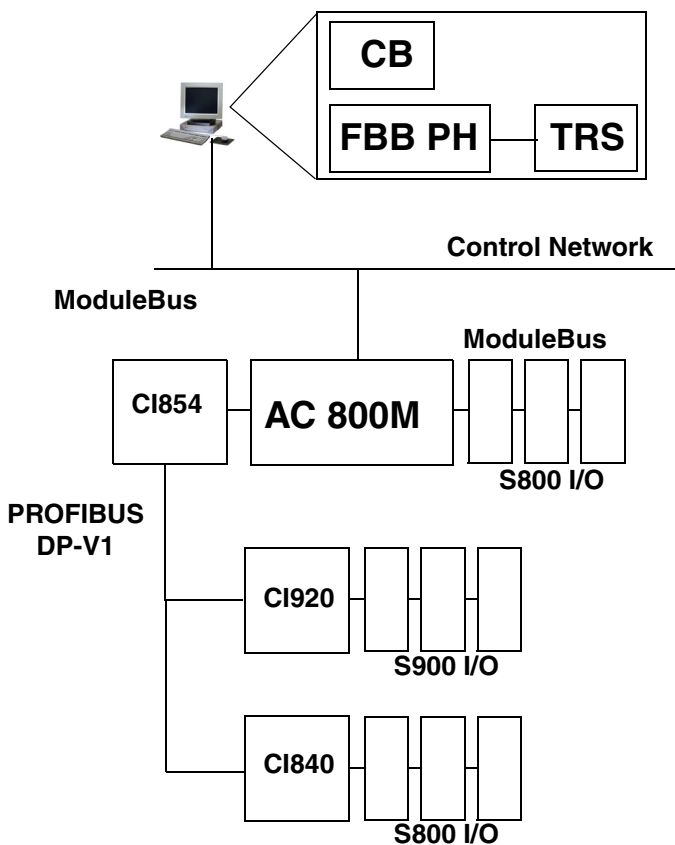 CB
FBB PH
TRS
Control Network
ModuleBus
ModuleBus
CI854
AC 800M
S800 I/O
PROFIBUS
DP-V1
CI920
S900 I/O
CI840
S800 I/O